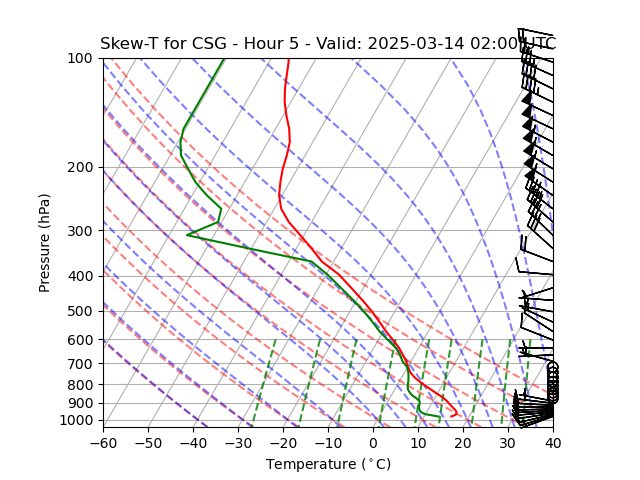 Skew-T for CSG - Hour 5 - Valid: 2025-03-14 02:00 UTC
Pressure (hPa)
100
200
300
400
500
600
700
800
900
1000
−60 −50 −40 −30 −20 −10 0 10 20 30 40
Temperature (°C)